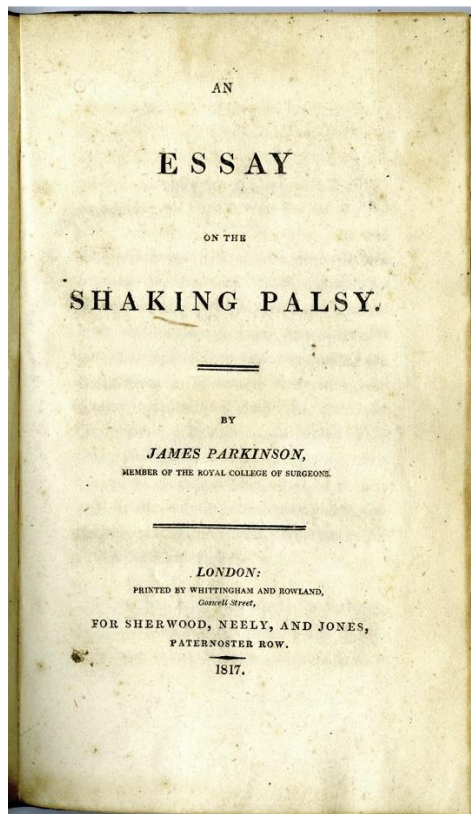 AN
ESSAY
ON THE
SHAKING PALSY.
BY
JAMES PARKINSON,
MEMBER OF THE ROYAL COLLEGE OF SURGEONS.
LONDON:
PRINTED BY WHITTINGHAM AND ROWLAND,
Goswell Street,
FOR SHERWOOD, NEELY, AND JONES,
PATERNOSTER ROW.
1817.